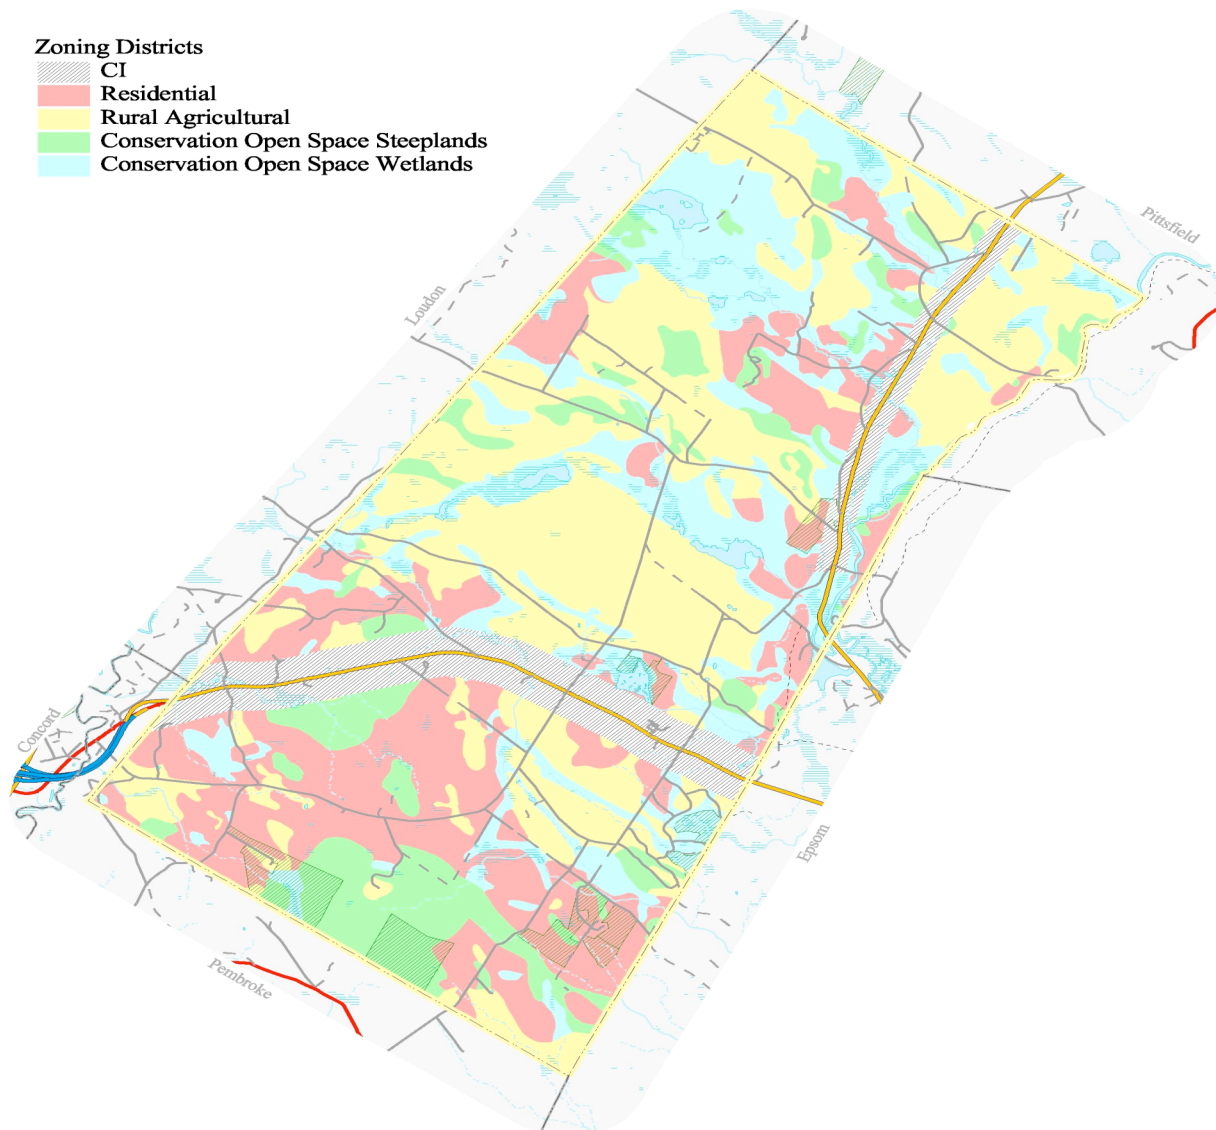 Zoning Districts
CI
Residential
Rural Agricultural
Conservation Open Space Steeplands
Conservation Open Space Wetlands
Pittsfield
Loudon
Concord
Epsom
Pembroke